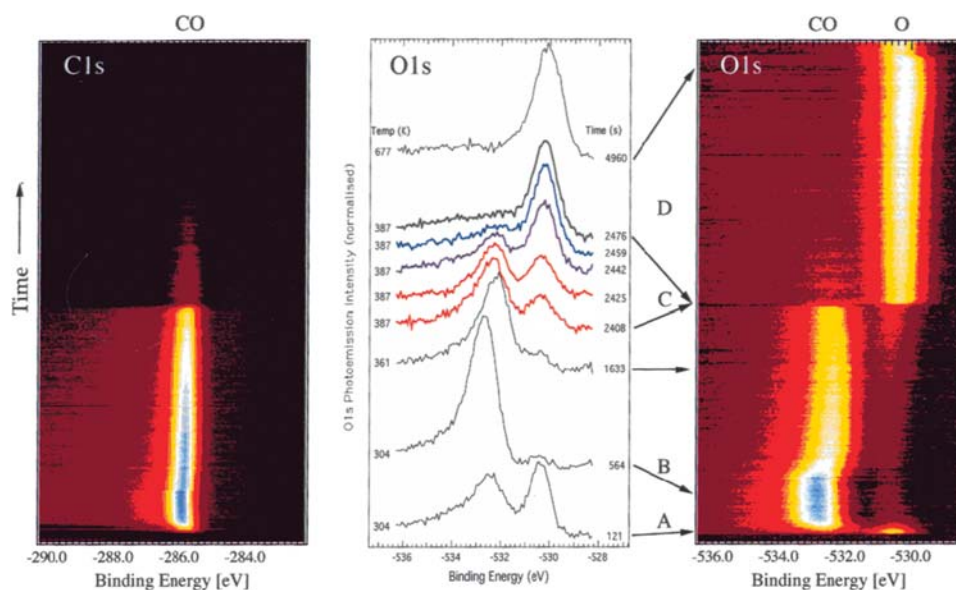 CO
C1s
Time
-290.0 -288.0 -286.0 -284.0
Binding Energy [eV]
O1s
Temp (K) Time (s)
677 4960
387 2476
387 2459
387 2442
387 2425
387 2408
361 1633
304 564
304 121
O1s Photoemission Intensity (normalised)
-536 -534 -532 -530 -528
Binding Energy (eV)
D
C
B
A
CO O
O1s
-536.0 -534.0 -532.0 -530.0
Binding Energy [eV]